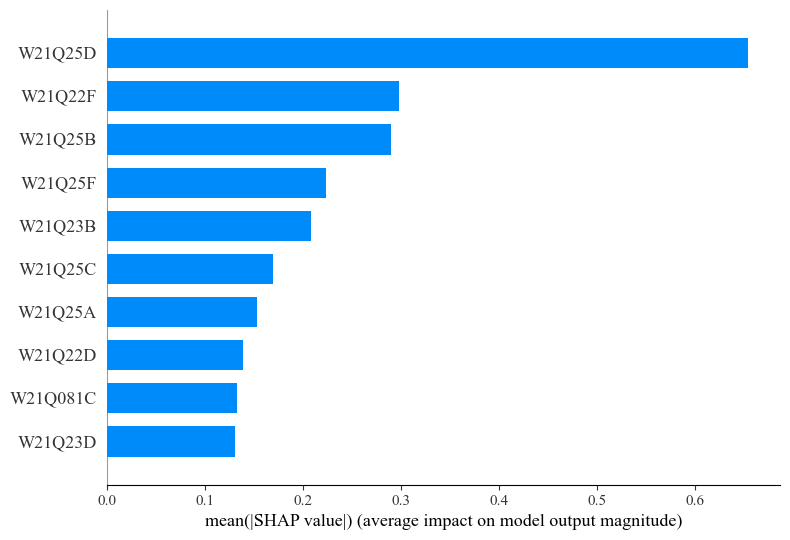 W21Q25D
W21Q22F
W21Q25B
W21Q25F
W21Q23B
W21Q25C
W21Q25A
W21Q22D
W21Q081C
W21Q23D
0.0 0.1 0.2 0.3 0.4 0.5 0.6
mean(|SHAP value|) (average impact on model output magnitude)